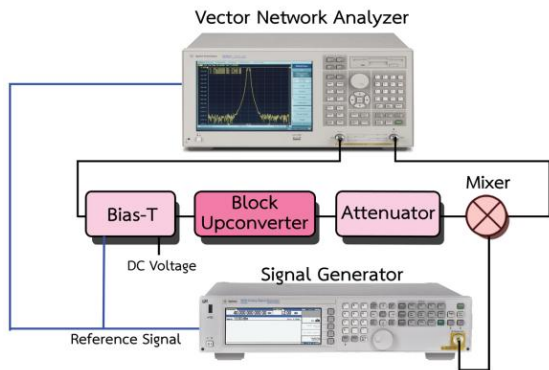 Vector Network Analyzer
Mixer
Bias-T
Block
Upconverter
Attenuator
DC Voltage
Signal Generator
Reference Signal